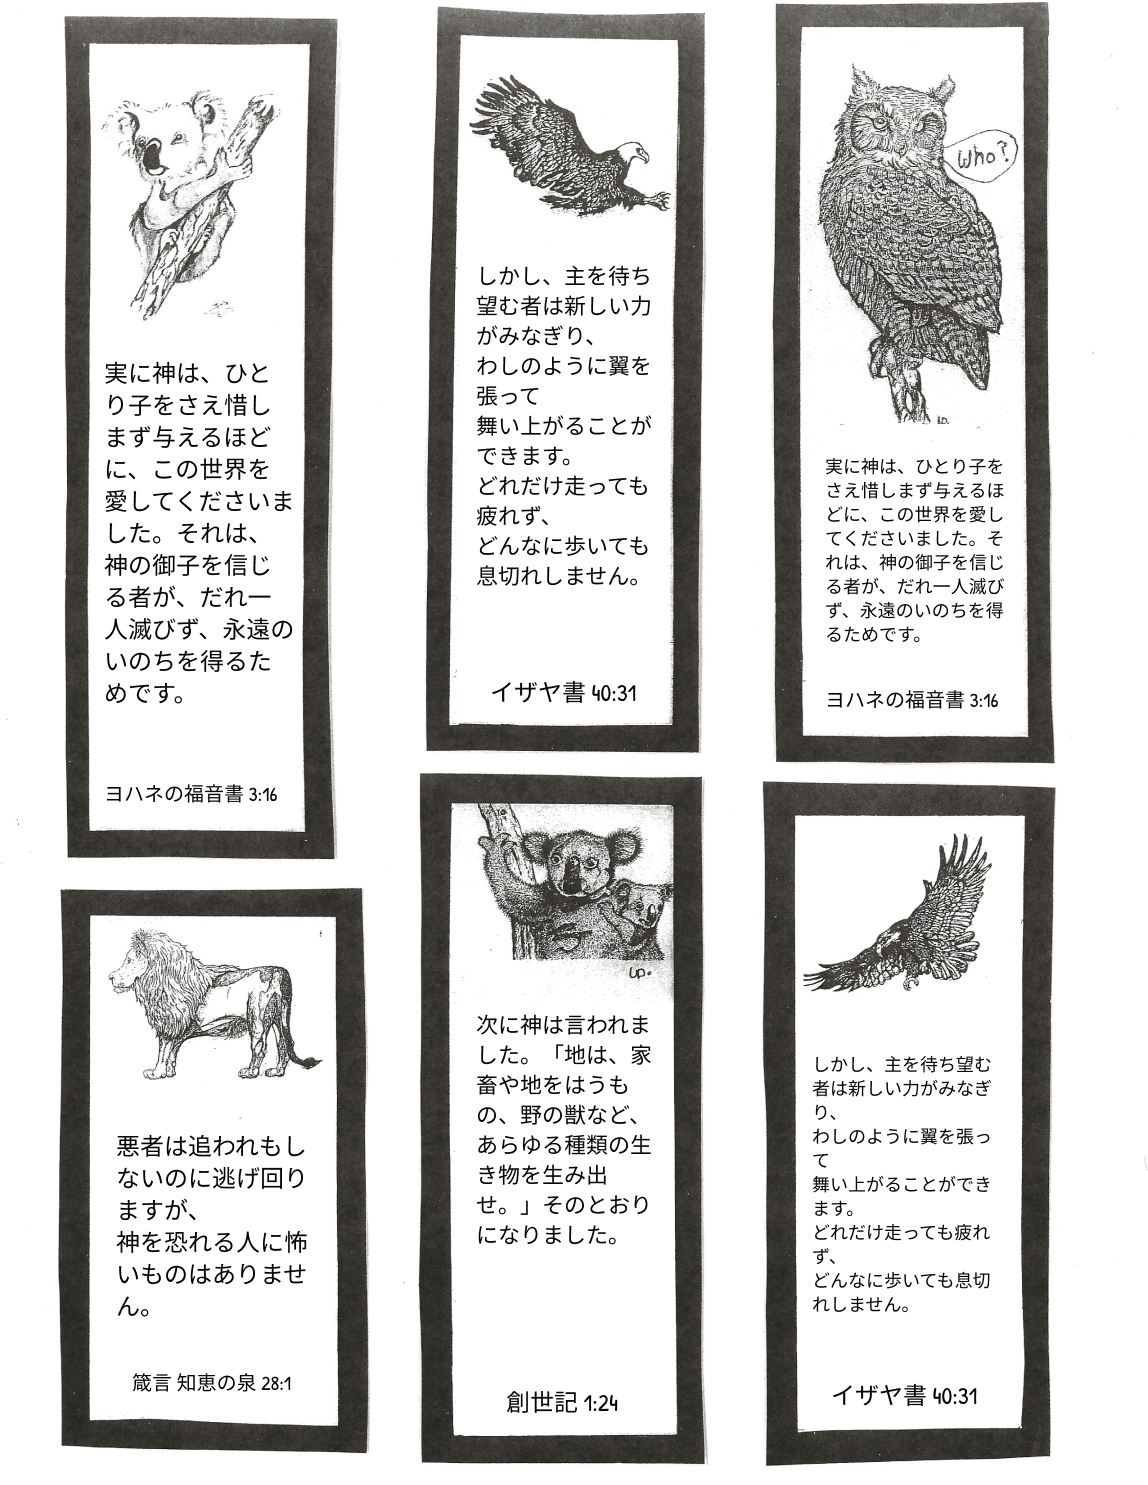 実に神は、ひと
り子をさえ惜し
まず与えるほど
に、この世界を
愛してくださいま
した。それは、
神の御子を信じ
る者が、だれ一
人滅びず、永遠の
いのちを得るた
めです。
ヨハネの福音書 3:16
しかし、主を待ち
望む者は新しい力
がみなぎり、
わしのように翼を
張って
舞い上がることが
できます。
どれだけ走っても
疲れず、
どんなに歩いても
息切れしません。
イザヤ書 40:31
Who?
LP.
実に神は、ひとり子を
さえ惜しまず与えるほ
どに、この世界を愛し
てくださいました。そ
れは、神の御子を信じ
る者が、だれ一人滅び
ず、永遠のいのちを得
るためです。
ヨハネの福音書 3:16
悪者は追われもし
ないのに逃げ回り
ますが、
神を恐れる人に怖
いものはありませ
ん。
箴言 知恵の泉 28:1
LP.
次に神は言われま
した。「地は、家
畜や地をはうも
の、野の獣など、
あらゆる種類の生
き物を生み出
せ。」そのとおり
になりました。
創世記 1:24
しかし、主を待ち望む
者は新しい力がみなぎ
り、
わしのように翼を張っ
て
舞い上がることができ
ます。
どれだけ走っても疲れ
ず、
どんなに歩いても息切
れしません。
イザヤ書 40:31